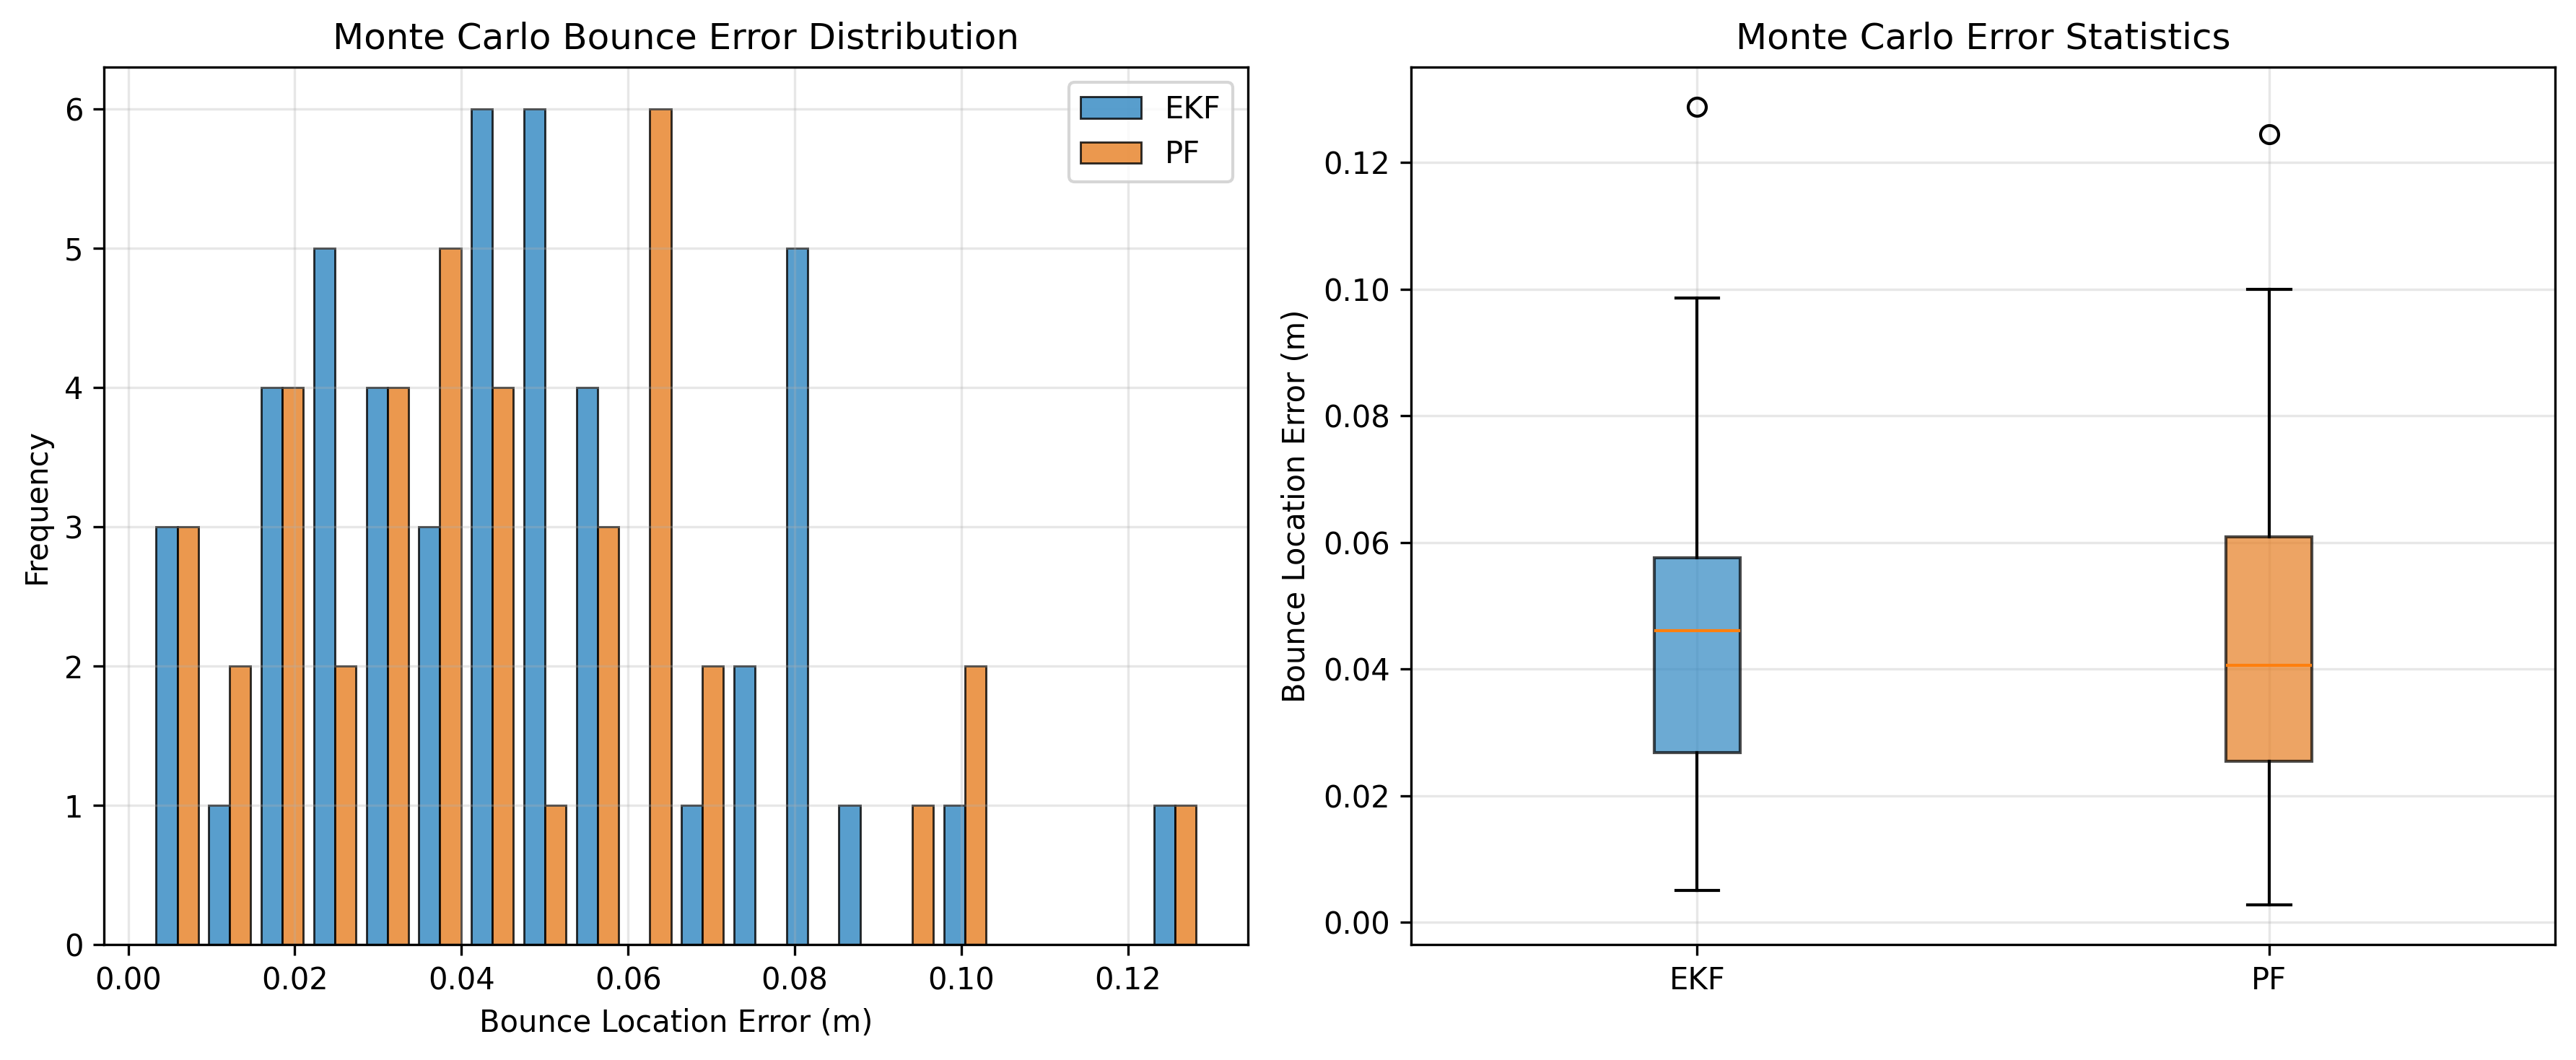 Monte Carlo Bounce Error Distribution
Frequency
6
5
4
3
2
1
0
0.00 0.02 0.04 0.06 0.08 0.10 0.12
Bounce Location Error (m)
EKF
PF
Monte Carlo Error Statistics
Bounce Location Error (m)
0.12
0.10
0.08
0.06
0.04
0.02
0.00
EKF PF